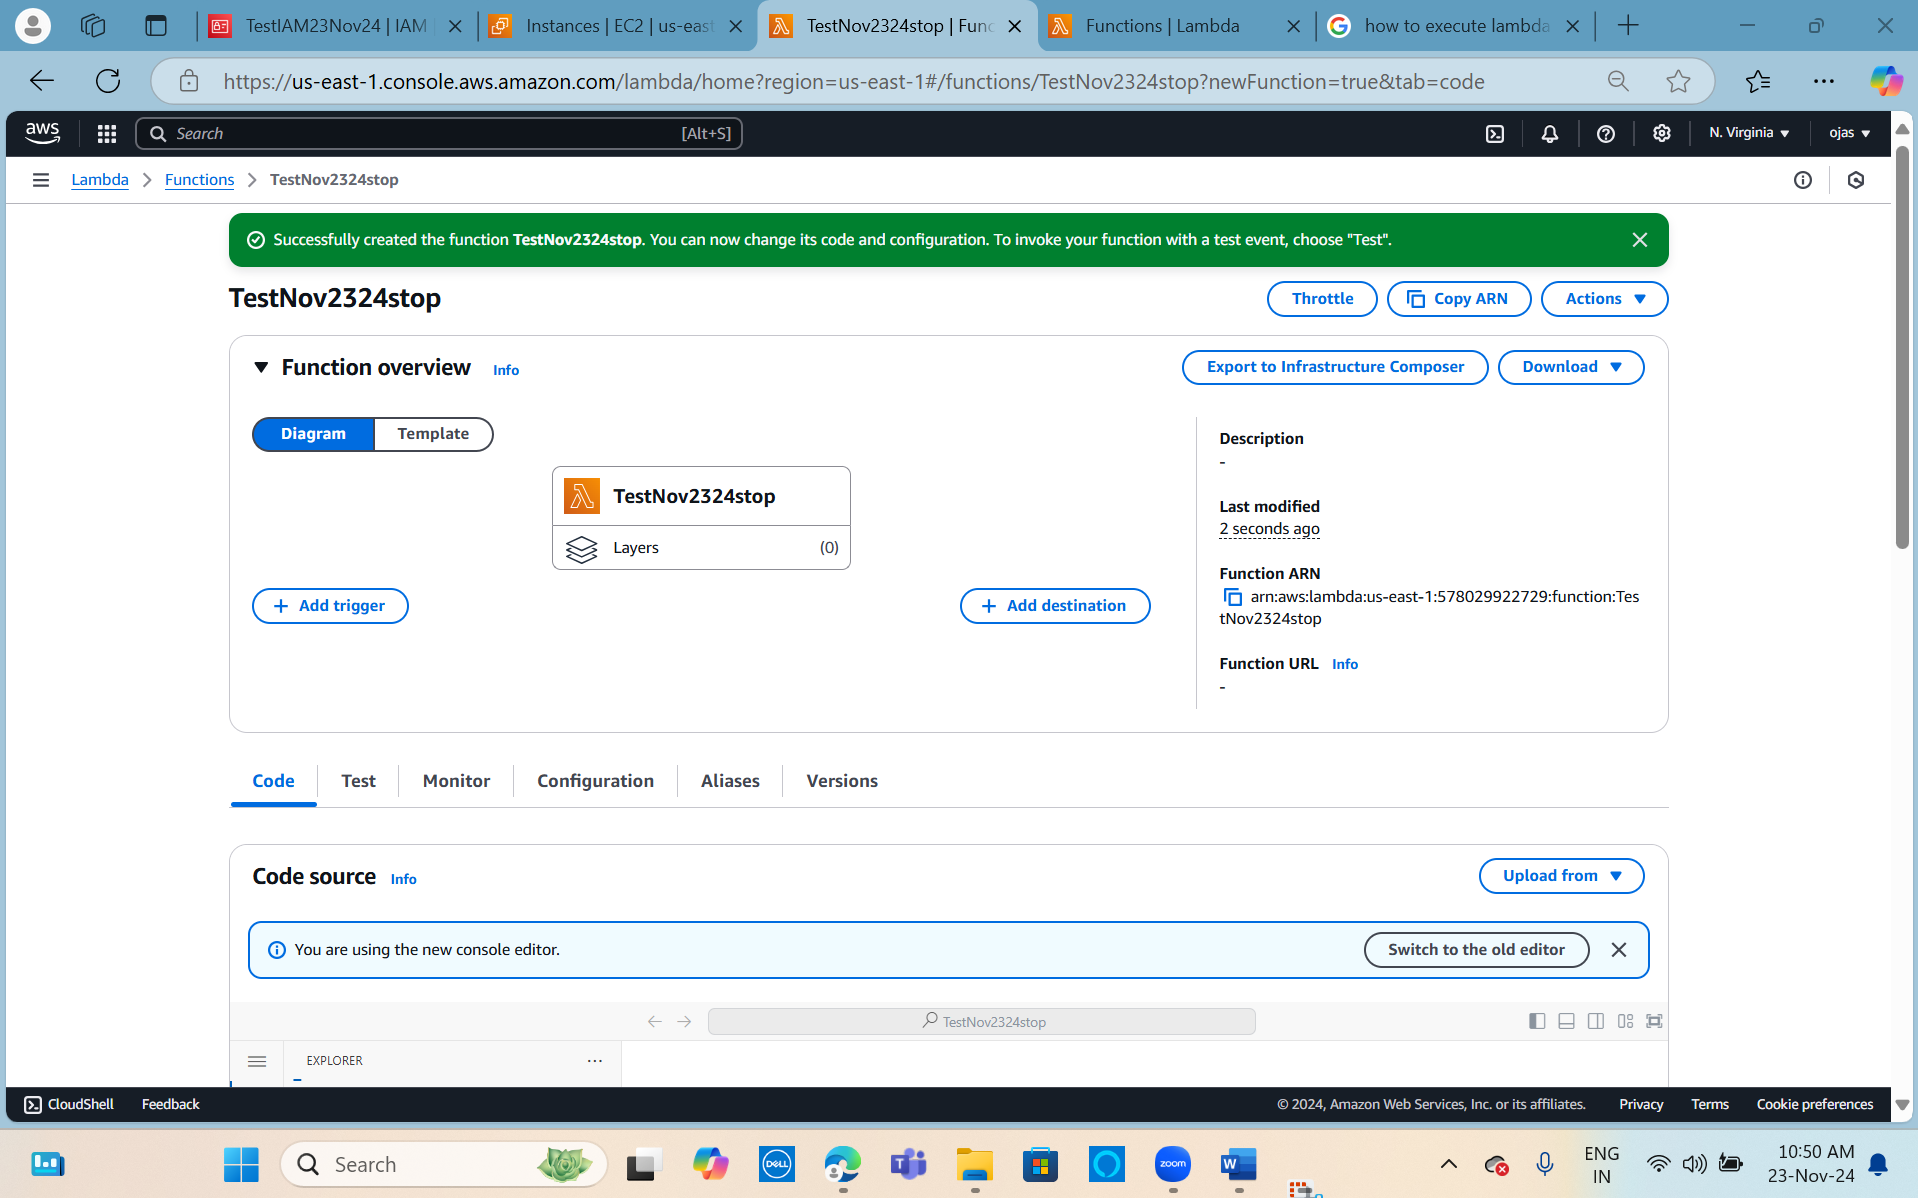 TestIAM23Nov24 | IAM
Instances | EC2 | us-east
TestNov2324stop | Func
Functions | Lambda
how to execute lambda
https://us-east-1.console.aws.amazon.com/lambda/home?region=us-east-1#/functions/TestNov2324stop?newFunction=true&tab=code
aws
Search
[Alt+S]
N. Virginia
ojas
Lambda
Functions
TestNov2324stop
Successfully created the function TestNov2324stop. You can now change its code and configuration. To invoke your function with a test event, choose "Test".
TestNov2324stop
Throttle
Copy ARN
Actions
Function overview
Info
Export to Infrastructure Composer
Download
Diagram
Template
TestNov2324stop
Layers
(0)
+ Add trigger
+ Add destination
Description
-
Last modified
2 seconds ago
Function ARN
arn:aws:lambda:us-east-1:578029922729:function:Tes
tNov2324stop
Function URL Info
-
Code
Test
Monitor
Configuration
Aliases
Versions
Code source
Info
Upload from
You are using the new console editor.
Switch to the old editor
TestNov2324stop
EXPLORER
CloudShell
Feedback
© 2024, Amazon Web Services, Inc. or its affiliates.
Privacy
Terms
Cookie preferences
Search
DELL
zoom
W
ENG
IN
10:50 AM
23-Nov-24